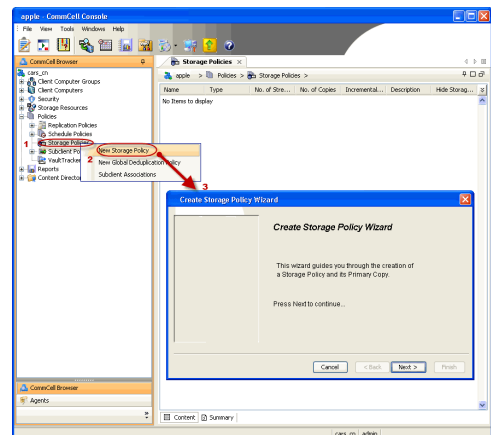 apple - CommCell Console
File View Tools Windows Help
CommCell Browser
Storage Policies
cars_cn
Client Computer Groups
Client Computers
Security
Storage Resources
Policies
Replication Policies
Schedule Policies
1 Storage Policies
Subclient Po
VaultTracker
Reports
Content Director
apple > Policies > Storage Policies >
Name Type No. of Stre... No. of Copies Incremental... Description Hide Storag...
No Items to display
New Storage Policy
2 New Global Deduplication Policy
Subclient Associations
3
Create Storage Policy Wizard
Create Storage Policy Wizard
This wizard guides you through the creation of
a Storage Policy and its Primary Copy.
Press Next to continue...
Cancel < Back Next > Finish
CommCell Browser
Agents
Content Summary
cars_cn admin